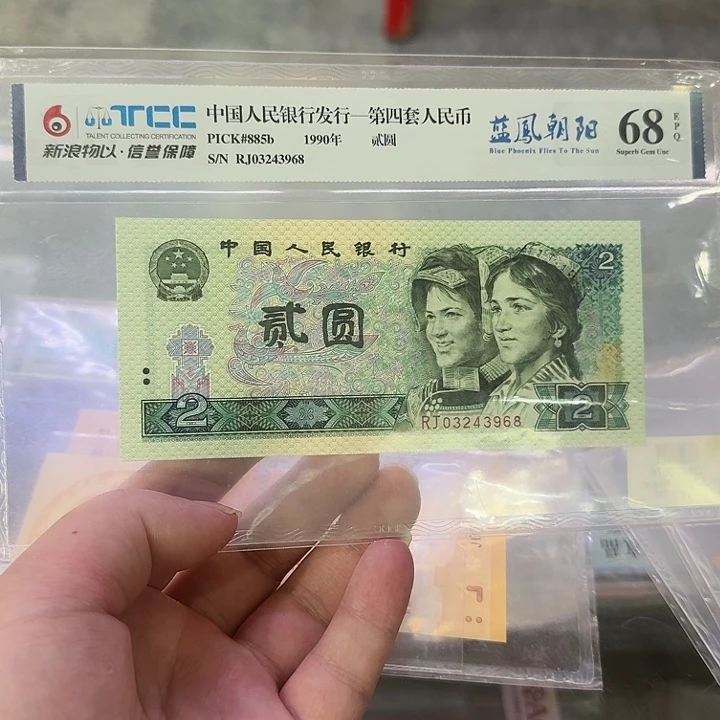 TCC
TALENT COLLECTING CERTIFICATION
新浪物以·信誉保障
中国人民银行发行—第四套人民币
PICK#885b 1990年 贰圆
S/N RJ03243968
蓝凤朝阳
Blue Phoenix Flies To The Sun
68
EPQ
Superb Gem Unc
中国人民银行
2
贰圆
2
2
RJ03243968